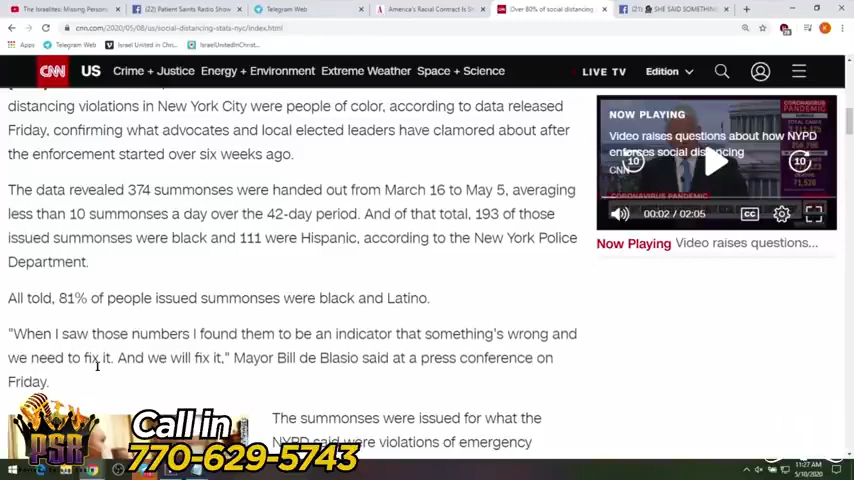 The Israelites: Missing Persons
(22) Patient Saints Radio Show
Telegram Web
America's Racial Contract Is
Over 80% of social distancing
SHE SAID SOMETHING
cnn.com/2020/05/08/us/social-distancing-stats-nyc/index.html
Apps
Telegram Web
Israel United in Chri...
IsraelUnitedInChrist...
CNN
US
Crime + Justice
Energy + Environment
Extreme Weather
Space + Science
LIVE TV
Edition
distancing violations in New York City were people of color, according to data released
Friday, confirming what advocates and local elected leaders have clamored about after
the enforcement started over six weeks ago.
The data revealed 374 summonses were handed out from March 16 to May 5, averaging
less than 10 summonses a day over the 42-day period. And of that total, 193 of those
issued summonses were black and 111 were Hispanic, according to the New York Police
Department.
All told, 81% of people issued summonses were black and Latino.
"When I saw those numbers I found them to be an indicator that something's wrong and
we need to fix it. And we will fix it," Mayor Bill de Blasio said at a press conference on
Friday.
The summonses were issued for what the
NYPD said were violations of emergency
NOW PLAYING
Video raises questions about how NYPD
enforces social distancing
CNN
10
10
CORONAVIRUS PANDEMIC
00:02 / 02:05
CC
Now Playing Video raises questions...
Call in
770-629-5743
PSR
11:27 AM
5/10/2020